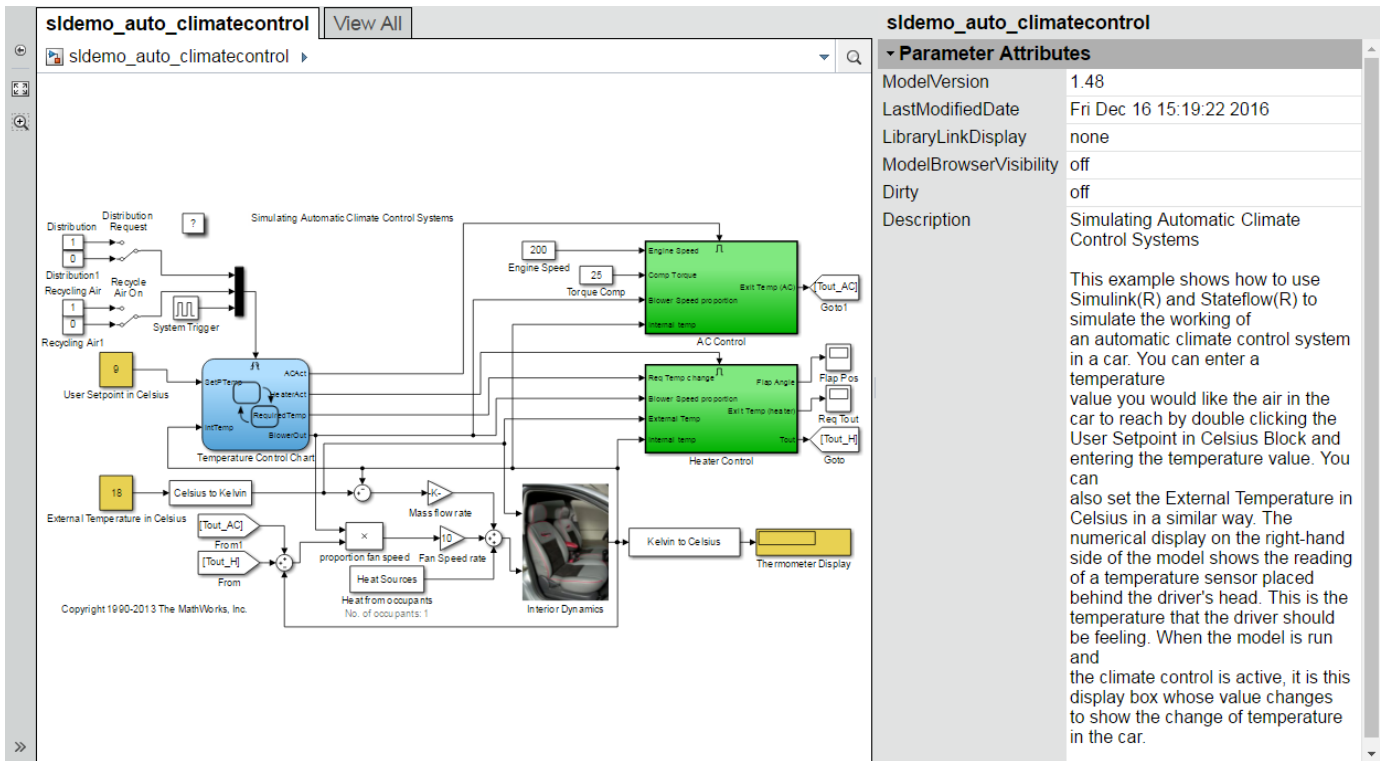 sldemo_auto_climatecontrol
View All
sldemo_auto_climatecontrol
Distribution
Distribution
Request
1
0
Distribution1
?
Simulating Automatic Climate Control Systems
Recycling Air
Recycle
Air On
1
0
Recycling Air1
System Trigger
200
Engine Speed
25
Torque Comp
Engine Speed
Comp Torque
Blower Speed proportion
Internal temp
Exit Temp (AC)
AC Control
[Tout_AC]
Goto1
9
User Setpoint in Celsius
SetPTemp
IntTemp
ACAct
HeaterAct
RequiredTemp
BlowerOut
Temperature Control Chart
Req Temp change
Blower Speed proportion
External Temp
Internal temp
Flap Angle
Exit Temp (heater)
Tout
Heater Control
Flap Pos
Req Tout
[Tout_H]
Goto
18
External Temperature in Celsius
Celsius to Kelvin
-K-
Mass flow rate
[Tout_AC]
From1
[Tout_H]
From
×
proportion fan speed
10
Fan Speed rate
Heat Sources
Heat from occupants
No. of occupants: 1
Interior Dynamics
Kelvin to Celsius
Thermometer Display
Copyright 1990-2013 The MathWorks, Inc.
sldemo_auto_climatecontrol
Parameter Attributes
ModelVersion 1.48
LastModifiedDate Fri Dec 16 15:19:22 2016
LibraryLinkDisplay none
ModelBrowserVisibility off
Dirty off
Description Simulating Automatic Climate
Control Systems
This example shows how to use
Simulink(R) and Stateflow(R) to
simulate the working of
an automatic climate control system
in a car. You can enter a
temperature
value you would like the air in the
car to reach by double clicking the
User Setpoint in Celsius Block and
entering the temperature value. You
can
also set the External Temperature in
Celsius in a similar way. The
numerical display on the right-hand
side of the model shows the reading
of a temperature sensor placed
behind the driver's head. This is the
temperature that the driver should
be feeling. When the model is run
and
the climate control is active, it is this
display box whose value changes
to show the change of temperature
in the car.